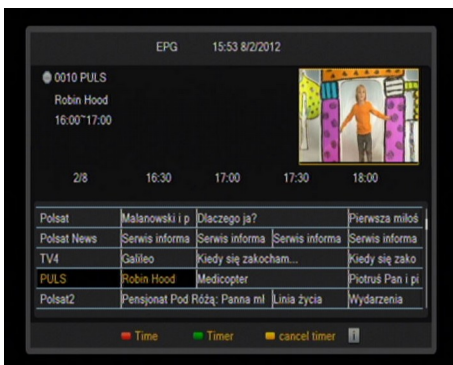 EPG 15:53 8/2/2012
0010 PULS
Robin Hood
16:00~17:00
2/8 16:30 17:00 17:30 18:00
Polsat Malanowski i p Dlaczego ja? Pierwsza miłoś
Polsat News Serwis informa Serwis informa Serwis informa Serwis informa
TV4 Galileo Kiedy się zakocham... Kiedy się zako
PULS Robin Hood Medicopter Piotruś Pan i pi
Polsat2 Pensjonat Pod Różą: Panna mł Linia życia Wydarzenia
Time Timer cancel timer i